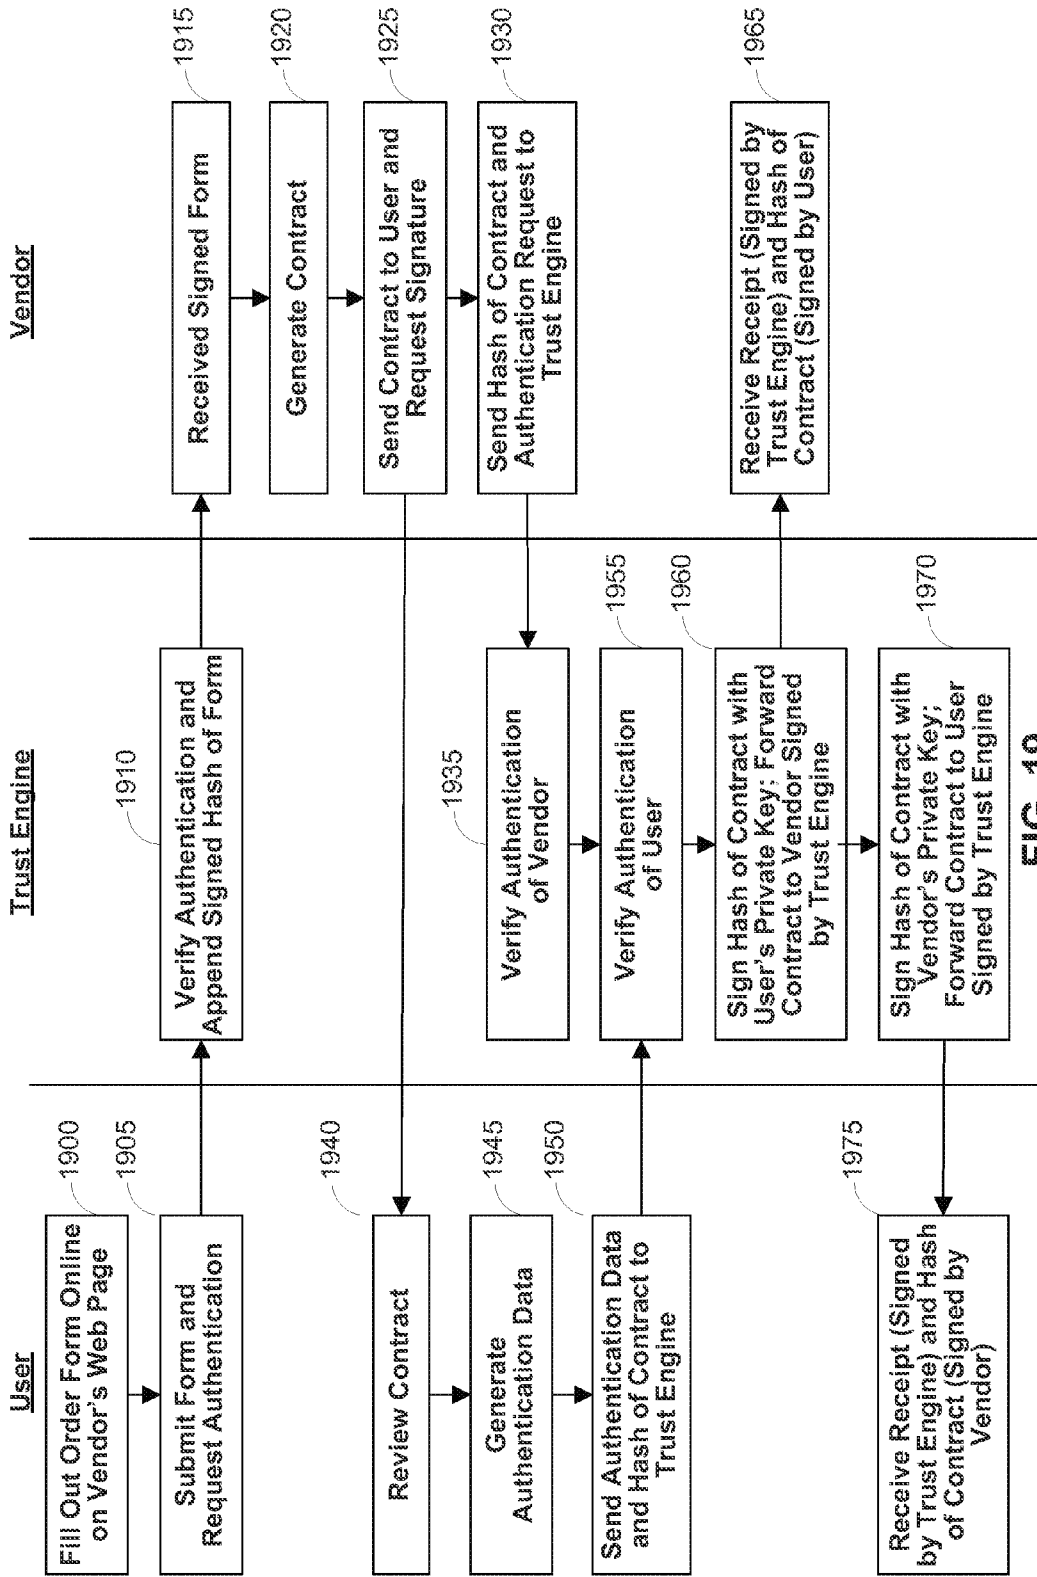 User
Trust Engine
Vendor
Fill Out Order Form Online
on Vendor's Web Page
1900
Submit Form and
Request Authentication
1905
Verify Authentication and
Append Signed Hash of Form
1910
Received Signed Form
1915
Generate Contract
1920
Send Contract to User and
Request Signature
1925
Send Hash of Contract and
Authentication Request to
Trust Engine
1930
Verify Authentication
of Vendor
1935
Review Contract
1940
Generate
Authentication Data
1945
Send Authentication Data
and Hash of Contract to
Trust Engine
1950
Verify Authentication
of User
1955
Sign Hash of Contract with
User's Private Key; Forward
Contract to Vendor Signed
by Trust Engine
1960
Receive Receipt (Signed by
Trust Engine) and Hash of
Contract (Signed by User)
1965
Sign Hash of Contract with
Vendor's Private Key;
Forward Contract to User
Signed by Trust Engine
1970
Receive Receipt (Signed
by Trust Engine) and Hash
of Contract (Signed by
Vendor)
1975
FIG. 19